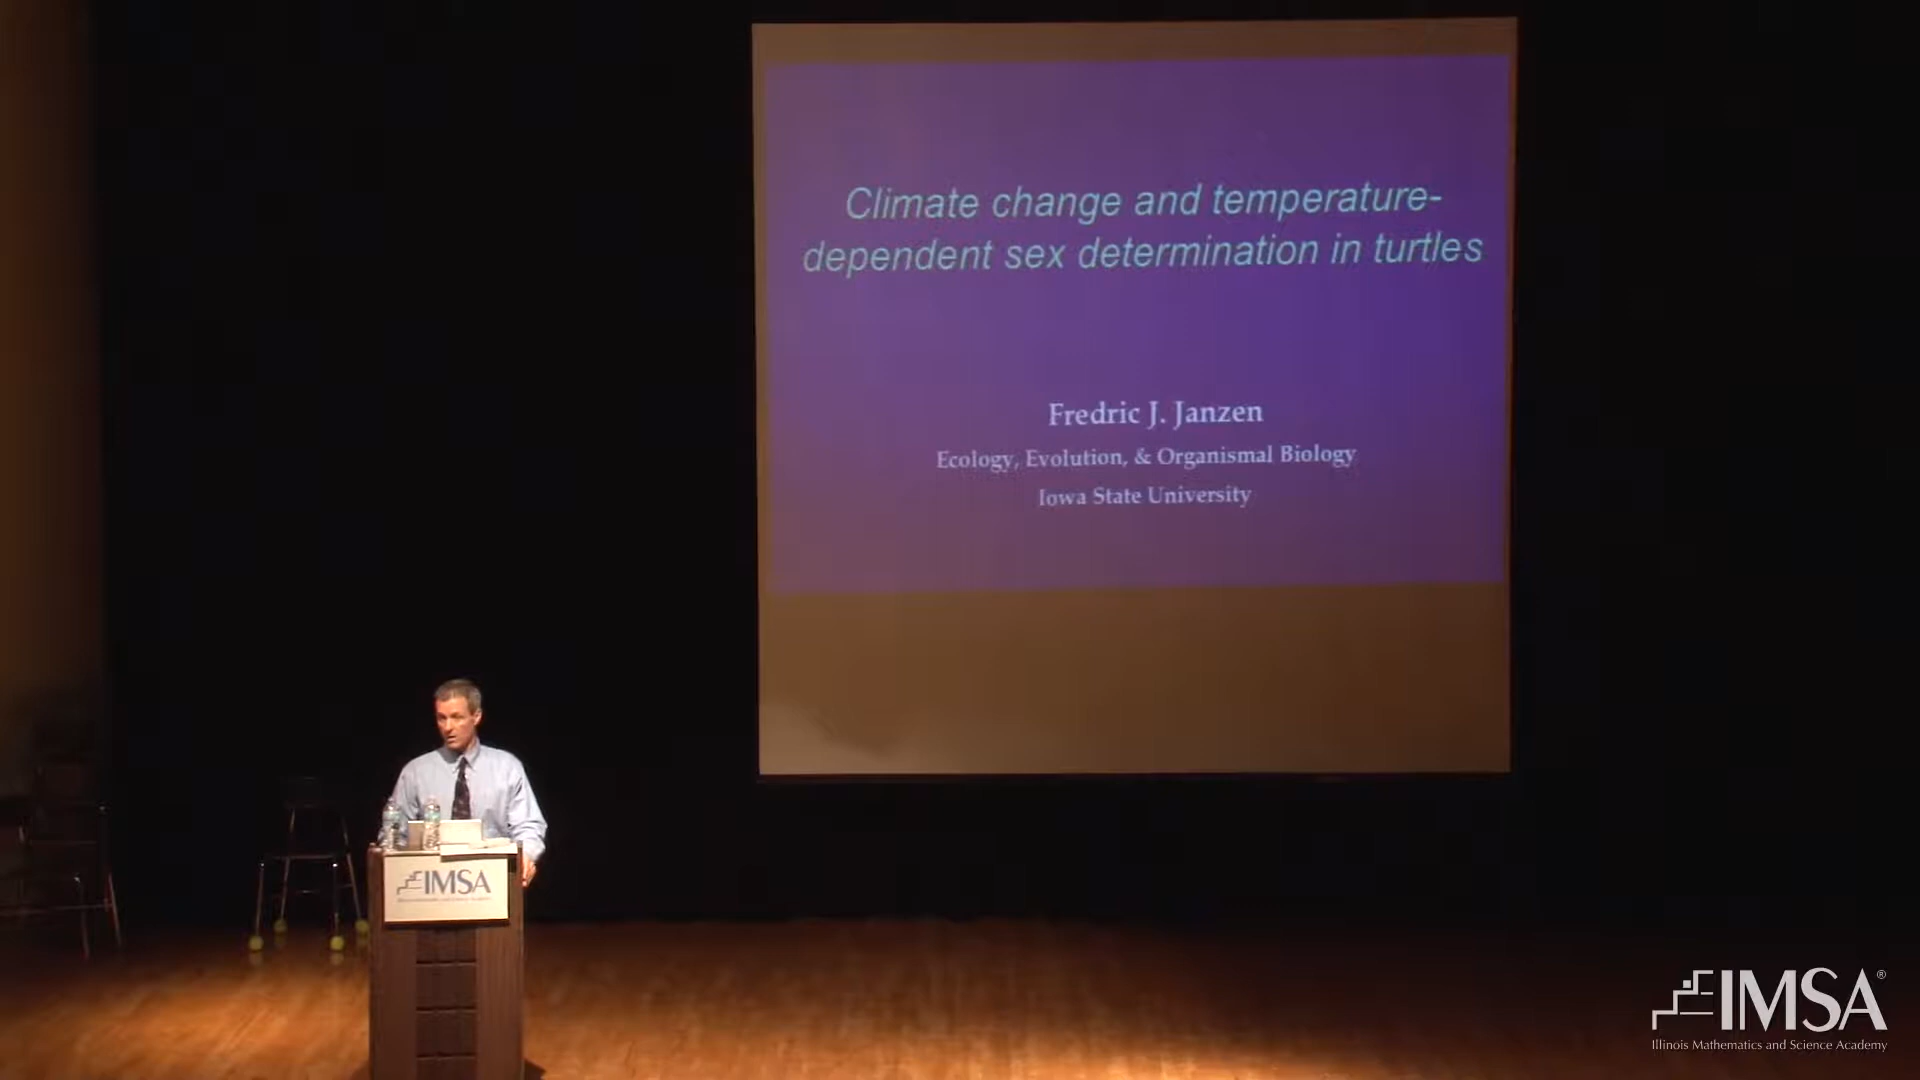 Climate change and temperature-
dependent sex determination in turtles
Fredric J. Janzen
Ecology, Evolution, & Organismal Biology
Iowa State University
IMSA
IMSA®
Illinois Mathematics and Science Academy